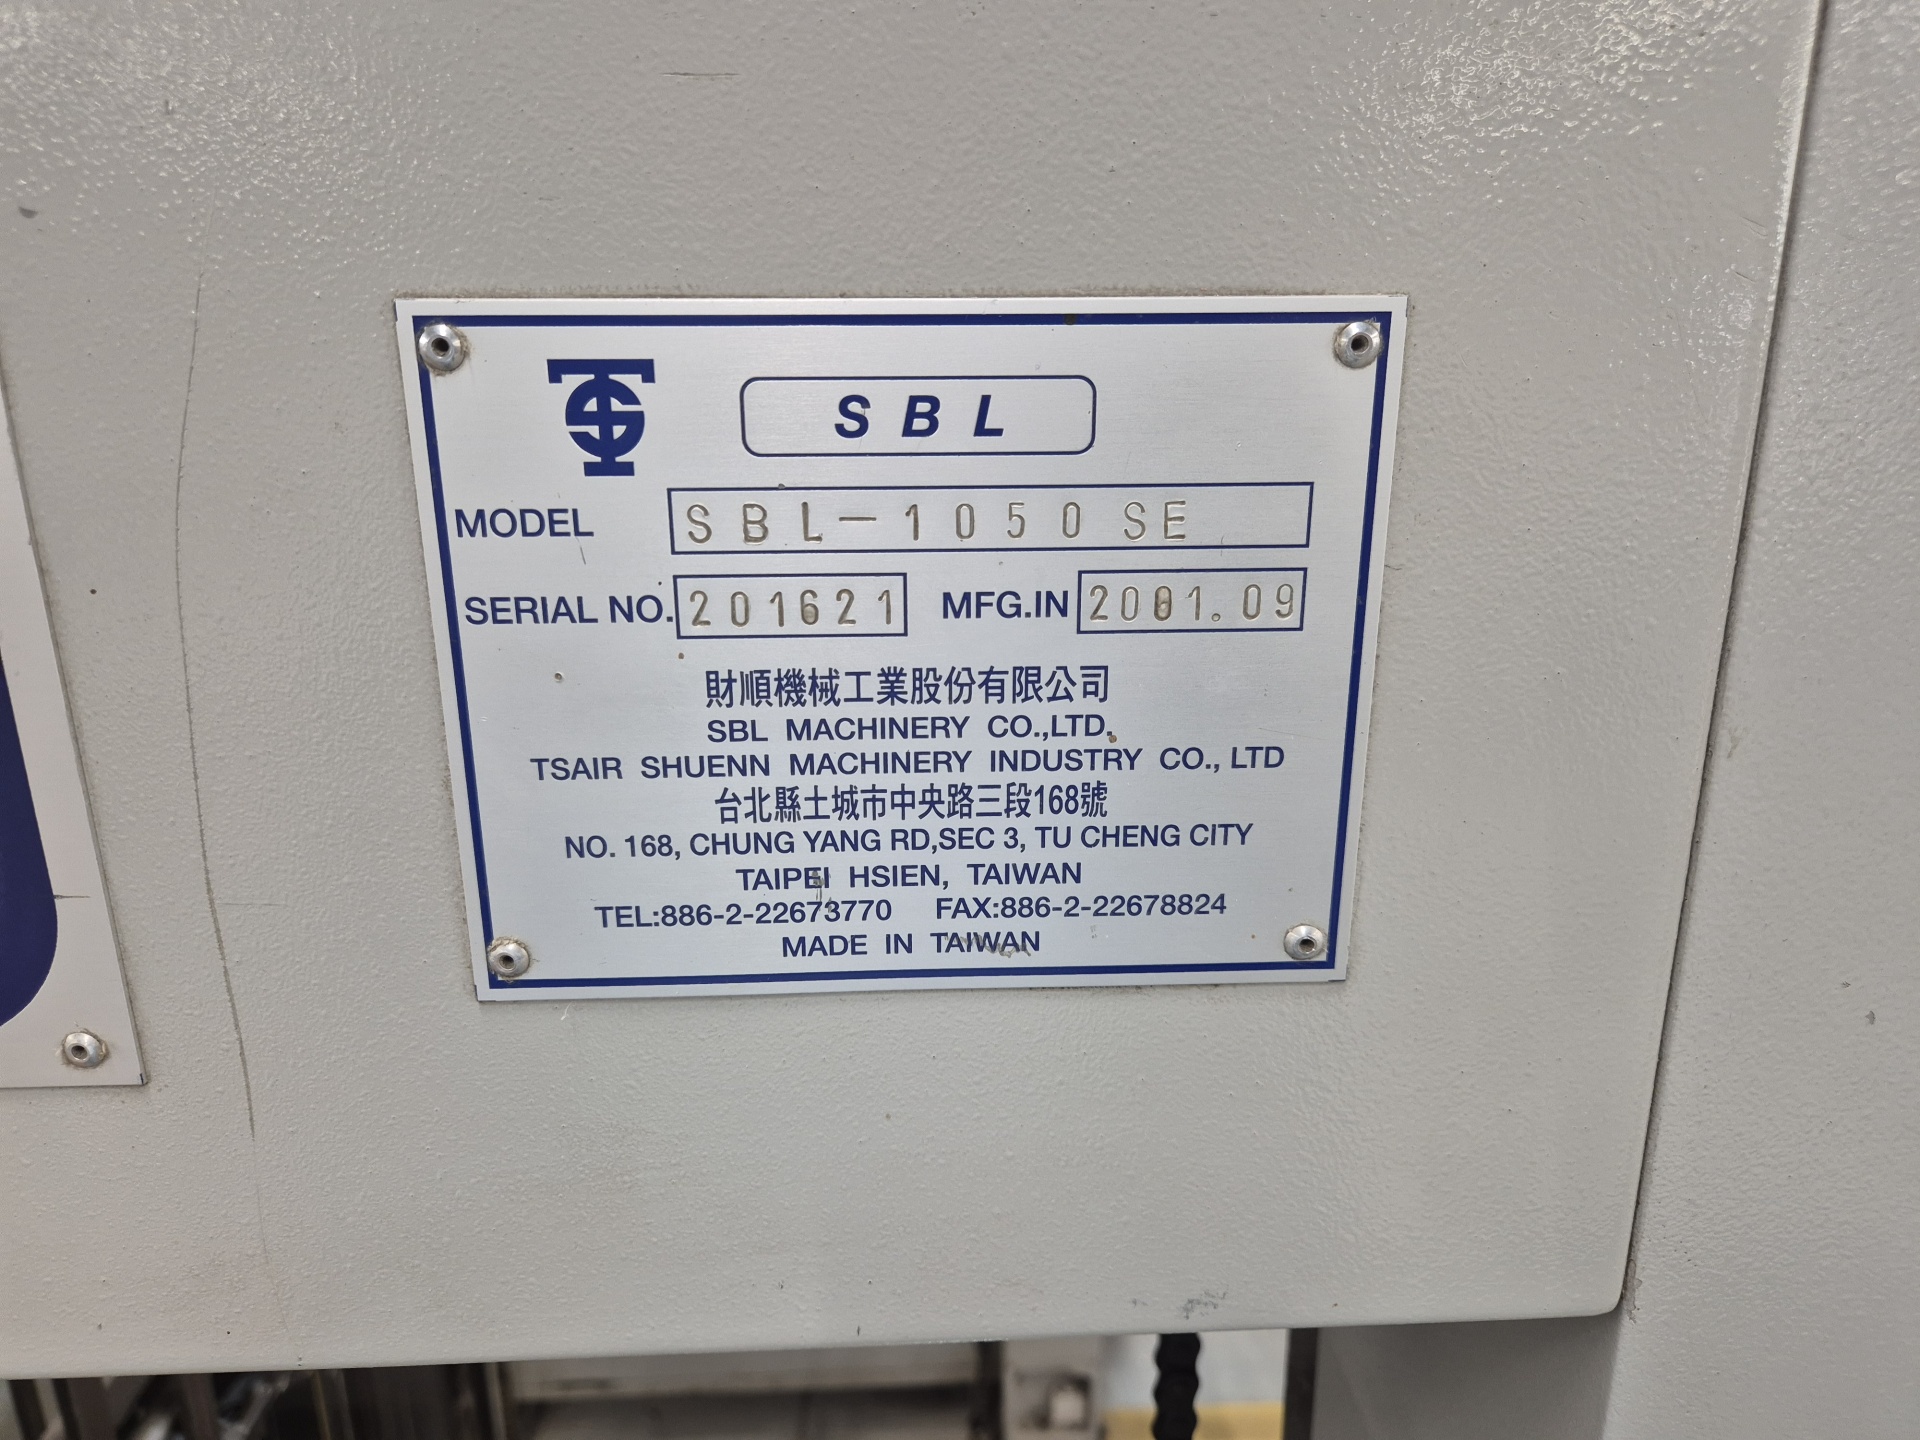 SBL
MODEL SBL-1050 SE
SERIAL NO. 201621 MFG.IN 2001.09
財順機械工業股份有限公司
SBL MACHINERY CO.,LTD.
TSAIR SHUENN MACHINERY INDUSTRY CO., LTD
台北縣土城市中央路三段168號
NO. 168, CHUNG YANG RD,SEC 3, TU CHENG CITY
TAIPEI HSIEN, TAIWAN
TEL:886-2-22673770 FAX:886-2-22678824
MADE IN TAIWAN